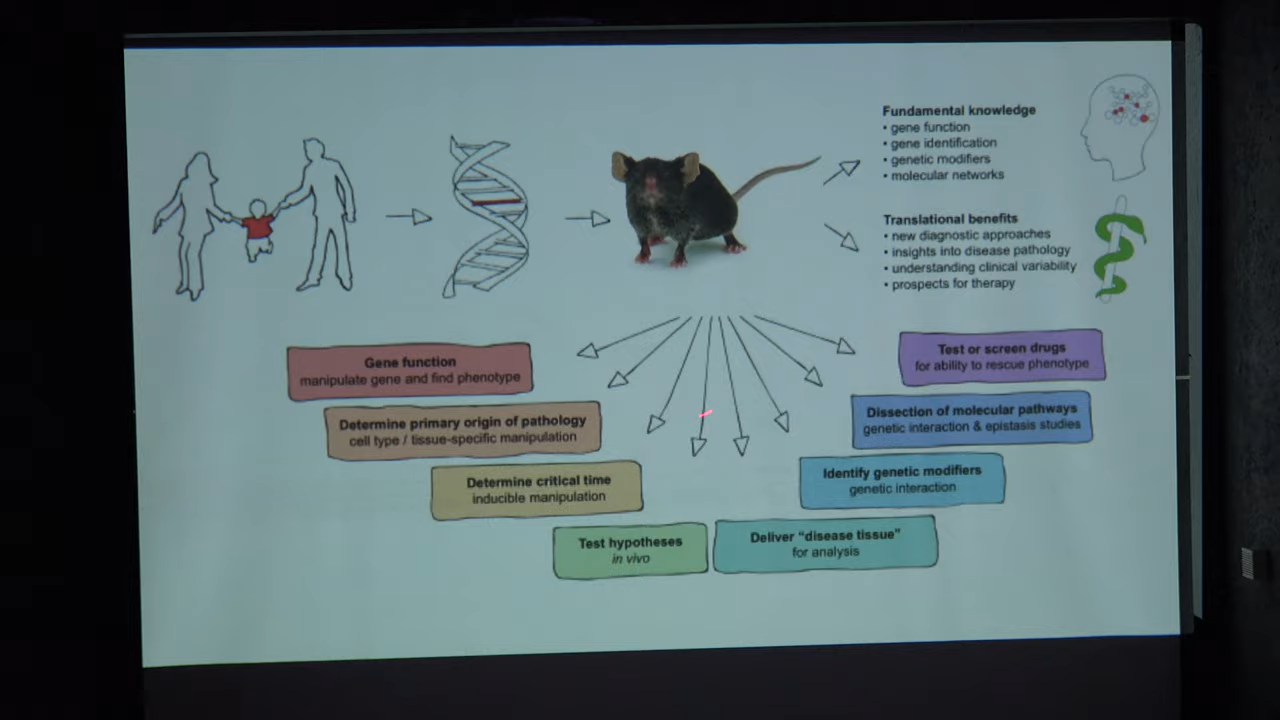 Fundamental knowledge
• gene function
• gene identification
• genetic modifiers
• molecular networks
Translational benefits
• new diagnostic approaches
• insights into disease pathology
• understanding clinical variability
• prospects for therapy
Gene function
manipulate gene and find phenotype
Determine primary origin of pathology
cell type / tissue-specific manipulation
Determine critical time
inducible manipulation
Test hypotheses
in vivo
Deliver “disease tissue”
for analysis
Identify genetic modifiers
genetic interaction
Dissection of molecular pathways
genetic interaction & epistasis studies
Test or screen drugs
for ability to rescue phenotype